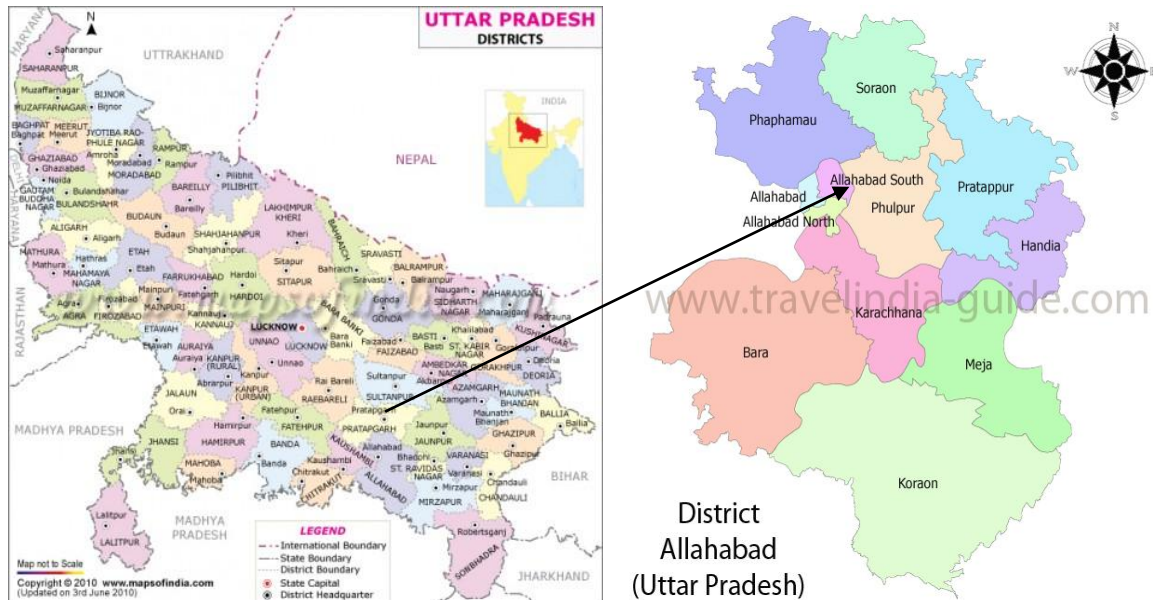 UTTAR PRADESH
DISTRICTS
N
HARYANA
UTTRAKHAND
Saharanpur
SAHARANPUR
Muzaffarnagar
MUZAFFARNAGAR
BIJNOR
Bijnor
BAGHPAT
Baghpat
MEERUT
Meerut
JYOTIBA RAO-
PHULE NAGAR
Amroha
Moradabad
MORADABAD
RAMPUR
Rampur
GHAZIABAD
Ghaziabad
Noida
DELHI
HARYANA
GAUTAM
BUDDHA
NAGAR
Bulandshahar
BULANDSHAHR
BAREILLY
Bareilly
Pilibhit
PILIBHIT
INDIA
NEPAL
LAKHIMPUR
KHERI
Kheri
BUDAUN
Budaun
SHAHJAHANPUR
Shahjahanpur
ALIGARH
Aligarh
MATHURA
Mathura
Hathras
MAHAMAYA
NAGAR
ETAH
Etah
FARRUKHABAD
Fatehgarh
Hardoi
HARDOI
Sitapur
SITAPUR
BAHRAICH
Bahraich
SRAVASTI
Sravasti
BALRAMPUR
Balrampur
Agra
AGRA
Firozabad
FIROZABAD
Mainpuri
MAINPURI
Kannauj
KANNAUJ
Gonda
GONDA
Naugarh
SIDHARTH
NAGAR
MAHARAJGANJ
Maharajganj
Padrauna
KUSHINAGAR
RAJASTHAN
ETAWAH
Etawah
AURAIYA
Auraiya
LUCKNOW
UNNAO
Unnao
LUCKNOW
BARA BANKI
Bara
Banki
Faizabad
FAIZABAD
BASTI
Basti
Khalilabad
ST. KABIR
NAGAR
Gorakhpur
GORAKHPUR
Deoria
DEORIA
KANPUR
(RURAL)
Akbarpur
Kanpur
KANPUR
(URBAN)
Rai Bareli
RAEBARELI
Sultanpur
SULTANPUR
AMBEDKAR
NAGAR
Akbarpur
AZAMGARH
Azamgarh
MAUNATH
BHANJAN
Maunath
Bhanjan
BALLIA
Ballia
JALAUN
Orai
Fatehpur
FATEHPUR
Pratapgarh
PRATAPGARH
Jaunpur
JAUNPUR
GHAZIPUR
Ghazipur
MADHYA PRADESH
JHANSI
Jhansi
Hamirpur
HAMIRPUR
BANDA
Banda
KAUSHAMBI
Kaushambi
Allahabad
ALLAHABAD
Bhadohi
ST. RAVIDAS
NAGAR
VARANASI
Varanasi
Chandauli
CHANDAULI
BIHAR
MAHOBA
Mahoba
Chitrakut
CHITRAKUT
Mirzapur
MIRZAPUR
Lalitpur
LALITPUR
MADHYA
PRADESH
Robertsganj
SONBHADRA
JHARKHAND
LEGEND
International Boundary
State Boundary
District Boundary
State Capital
District Headquarter
Map not to Scale
Copyright © 2010 www.mapsofindia.com
(Updated on 3rd June 2010)
N
W
E
S
Soraon
Phaphamau
Allahabad South
Pratappur
Allahabad
Phulpur
Allahabad North
Handia
www.travelindia-guide.com
Karachhana
Bara
Meja
Koraon
District
Allahabad
(Uttar Pradesh)